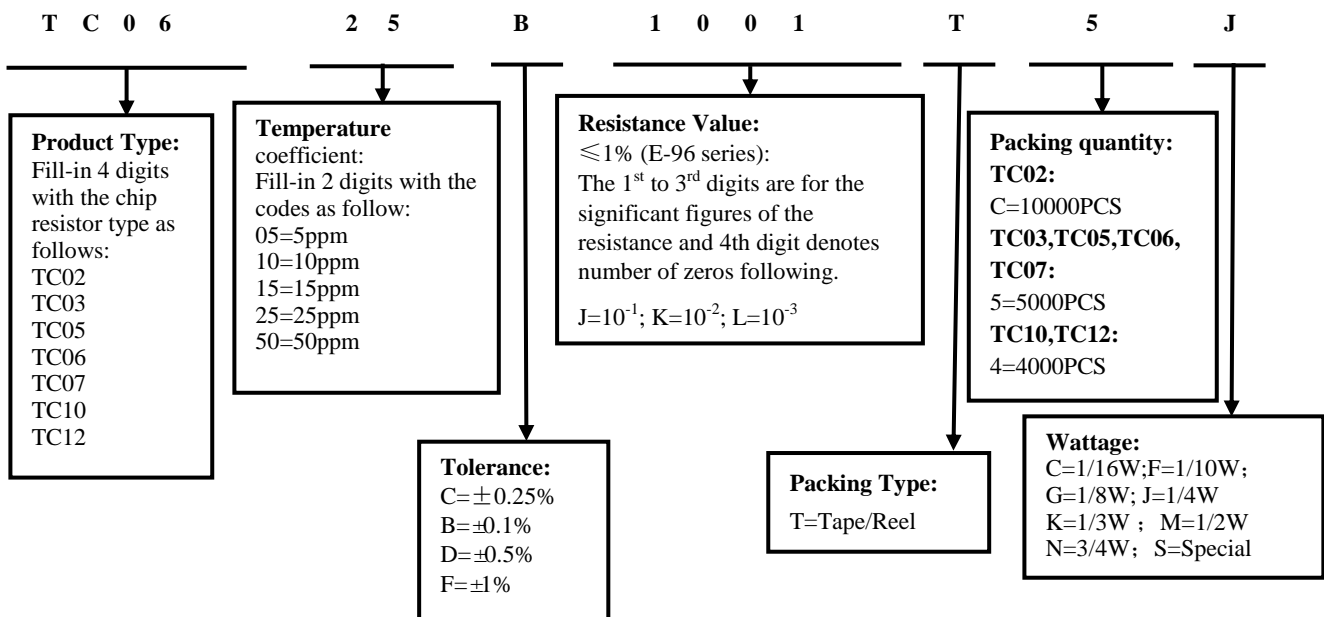 T C 0 6 2 5 B 1 0 0 1 T 5 J
Product Type:
Fill-in 4 digits
with the chip
resistor type as
follows:
TC02
TC03
TC05
TC06
TC07
TC10
TC12
Temperature
coefficient:
Fill-in 2 digits with the
codes as follow:
05=5ppm
10=10ppm
15=15ppm
25=25ppm
50=50ppm
Tolerance:
C=±0.25%
B=±0.1%
D=±0.5%
F=±1%
Resistance Value:
≦1% (E-96 series):
The 1st to 3rd digits are for the
significant figures of the
resistance and 4th digit denotes
number of zeros following.
J=10-1; K=10-2; L=10-3
Packing Type:
T=Tape/Reel
Packing quantity:
TC02:
C=10000PCS
TC03,TC05,TC06,
TC07:
5=5000PCS
TC10,TC12:
4=4000PCS
Wattage:
C=1/16W;F=1/10W；
G=1/8W; J=1/4W
K=1/3W； M=1/2W
N=3/4W；S=Special